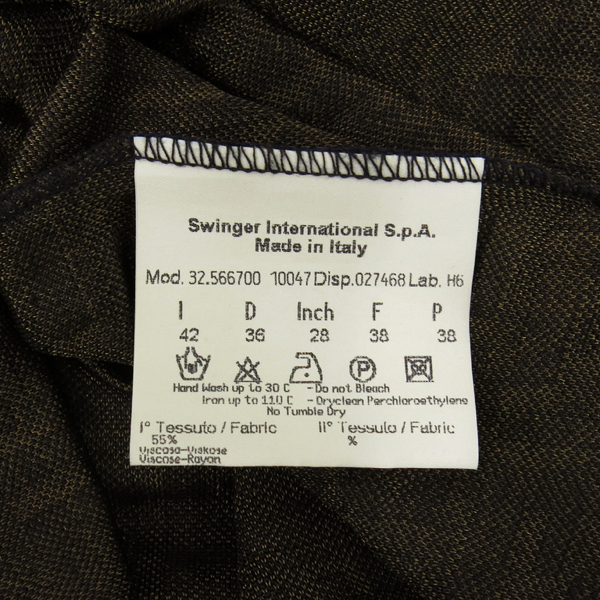 Swinger International S.p.A.
Made in Italy
Mod. 32.566700 10047 Disp.027468 Lab. H6
I D Inch F P
42 36 28 38 38
P
Hand Wash up to 30 C - Do not Bleach
Iron up to 110 C - Dryclean Perchloroethylene
No Tumble Dry
I° Tessuto / Fabric II° Tessuto / Fabric
55% %
Viscosa-Viskose
Viscose-Rayon